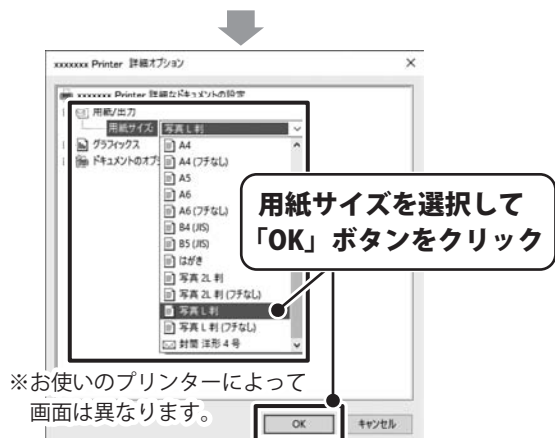 xxxxxxx Printer 詳細オプション
xxxxxxx Printer 詳細なドキュメントの設定
用紙/出力
用紙サイズ: 写真 L 判
グラフィックス
ドキュメントのオプ
A4
A4 (フチなし)
A5
A6
A6 (フチなし)
B4 (JIS)
B5 (JIS)
はがき
写真 2L 判
写真 2L 判 (フチなし)
写真 L 判
写真 L 判 (フチなし)
封筒 洋形 4 号
用紙サイズを選択して
「OK」ボタンをクリック
※お使いのプリンターによって
画面は異なります。
OK
キャンセル